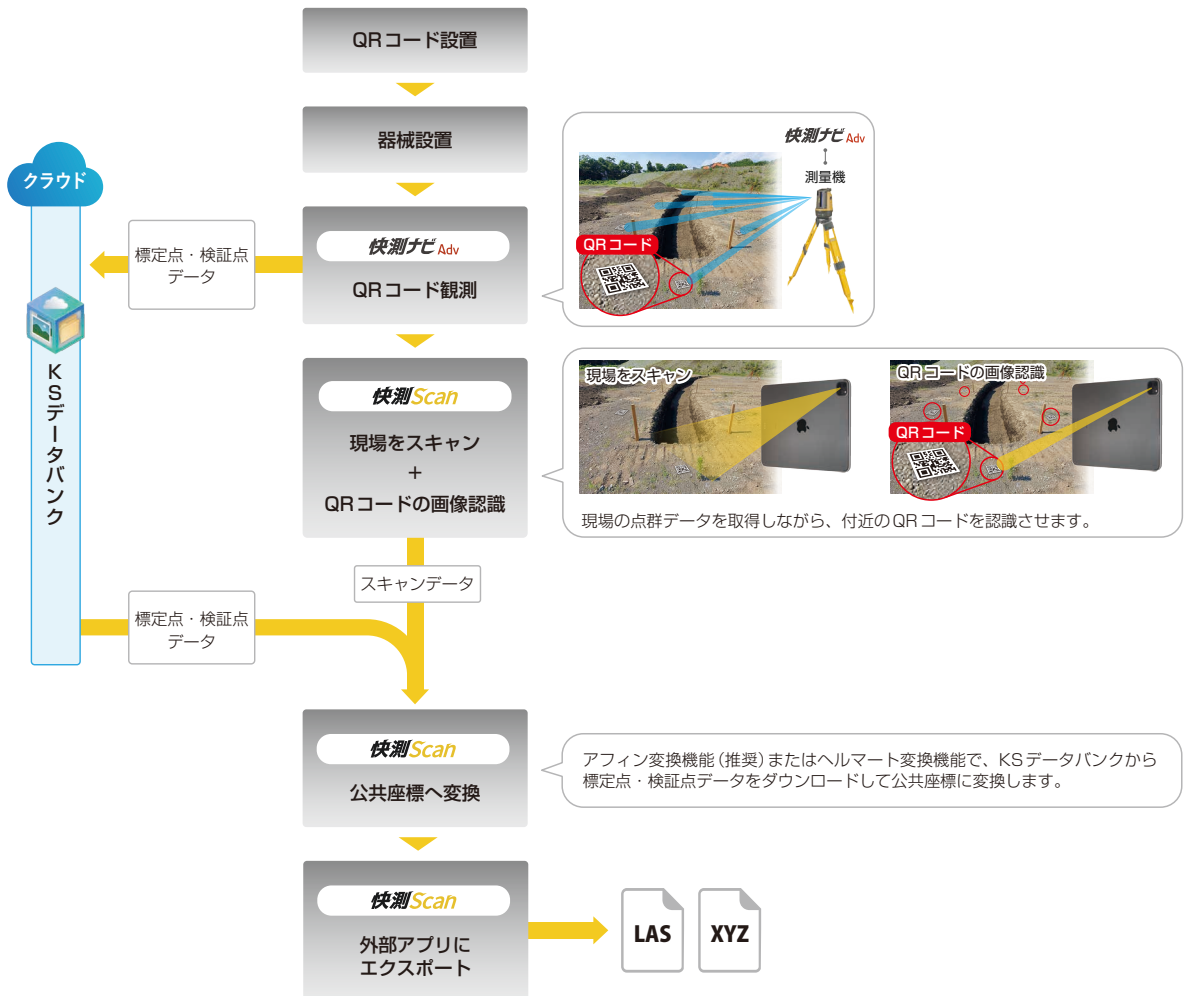 QRコード設置
器械設置
快測ナビ Adv
測量機
QRコード
クラウド
標定点・検証点
データ
快測ナビ Adv
QRコード観測
KSデータバンク
快測Scan
現場をスキャン
+
QRコードの画像認識
現場をスキャン
QRコードの画像認識
QRコード
現場の点群データを取得しながら、付近のQRコードを認識させます。
スキャンデータ
標定点・検証点
データ
快測Scan
公共座標へ変換
アフィン変換機能(推奨)またはヘルマート変換機能で、KSデータバンクから
標定点・検証点データをダウンロードして公共座標に変換します。
快測Scan
外部アプリに
エクスポート
LAS
XYZ